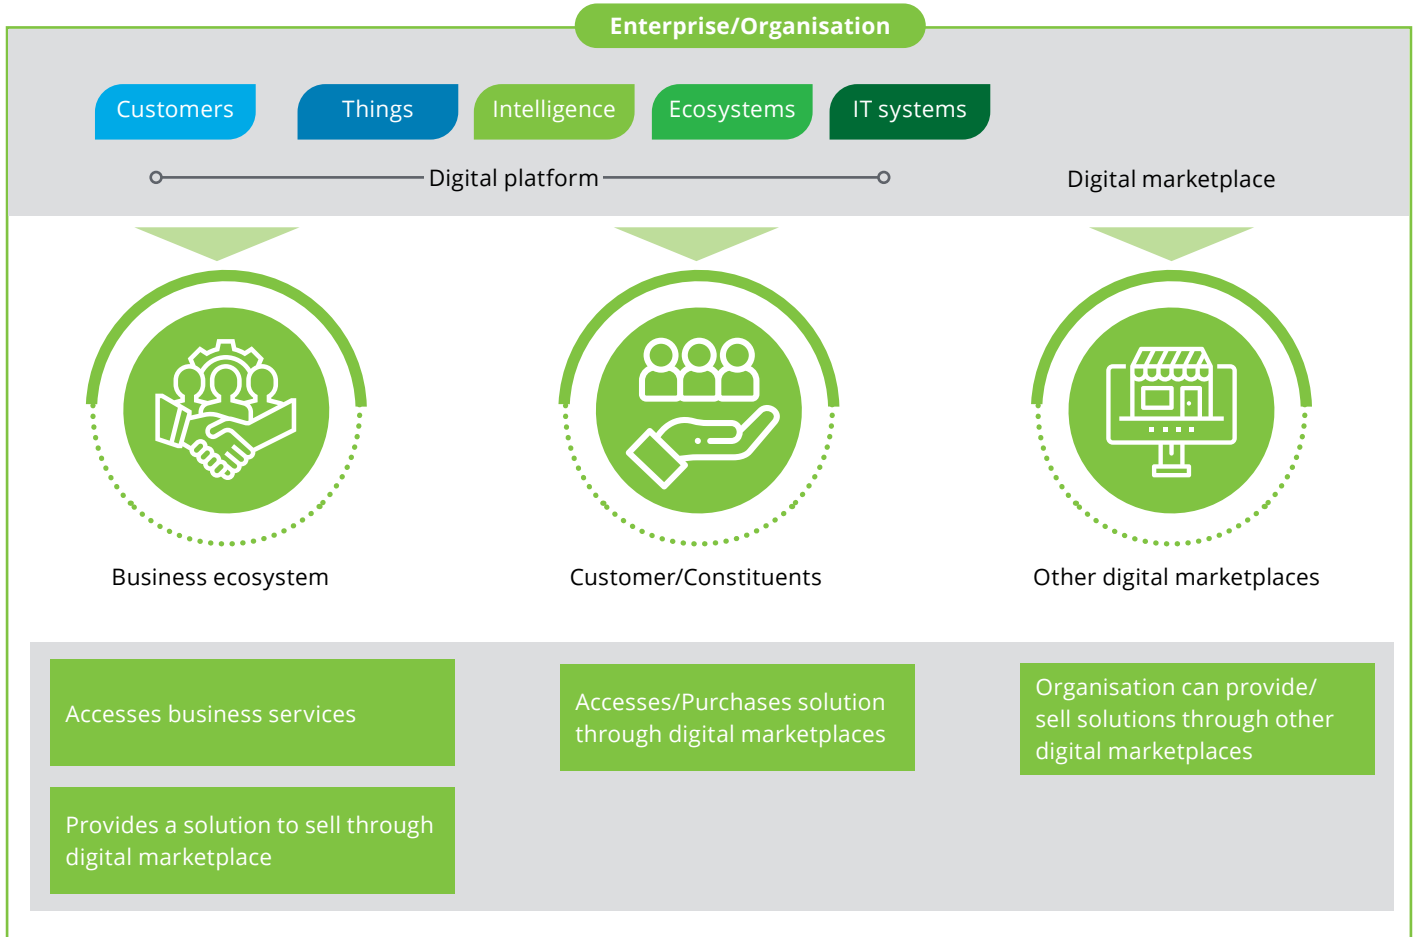 Enterprise/Organisation
Customers
Things
Intelligence
Ecosystems
IT systems
Digital platform
Digital marketplace
Business ecosystem
Customer/Constituents
Other digital marketplaces
Accesses business services
Provides a solution to sell through
digital marketplace
Accesses/Purchases solution
through digital marketplaces
Organisation can provide/
sell solutions through other
digital marketplaces